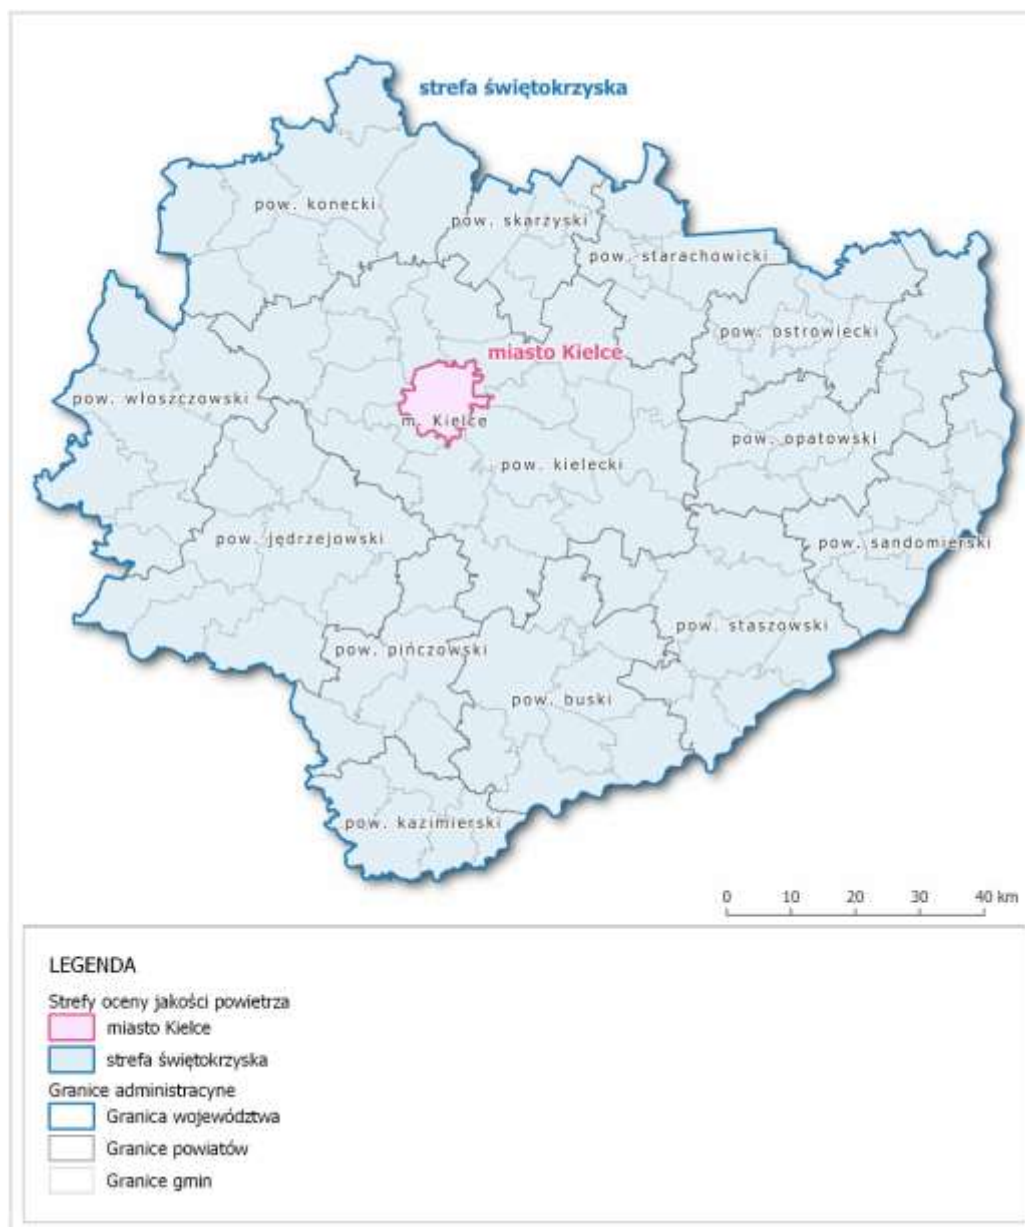 strefa świętokrzyska
pow. konecki
pow. skarżyski
pow. starachowicki
pow. ostrowiecki
miasto Kielce
pow. włoszczowski
m. Kielce
pow. opatowski
pow. kielecki
pow. jędrzejowski
pow. sandomierski
pow. staszowski
pow. pińczowski
pow. buski
pow. kazimierski
0 10 20 30 40 km
LEGENDA
Strefy oceny jakości powietrza
miasto Kielce
strefa świętokrzyska
Granice administracyne
Granica województwa
Granice powiatów
Granice gmin